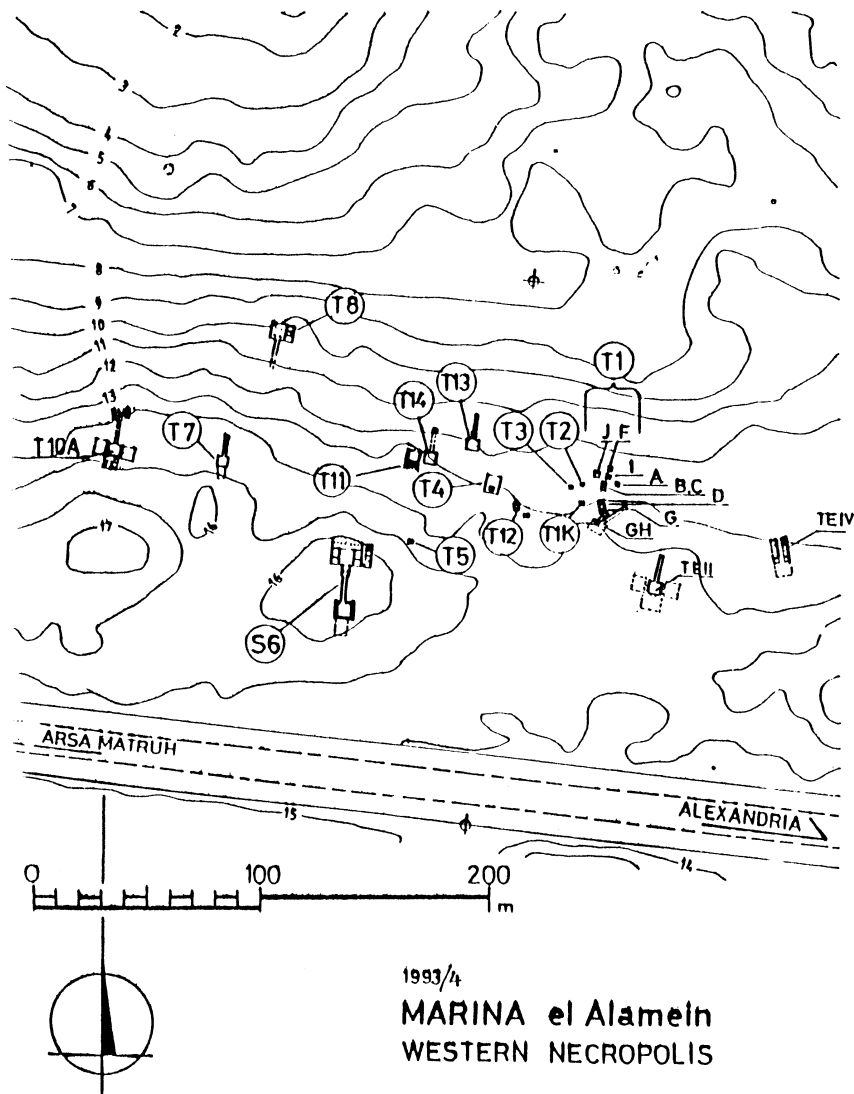 2
3
4
5
6
7
8
9
10
11
12
13
T8
T1
T13
T14
T3
T2
J F
I
A
B,C
D
G
GH
T10A
T7
T11
T4
T12
T1K
TEIV
TEII
T5
17
16
16
S6
ARSA MATRUH
ALEXANDRIA
15
14
0 100 200
m
1993/4
MARINA el Alamein
WESTERN NECROPOLIS